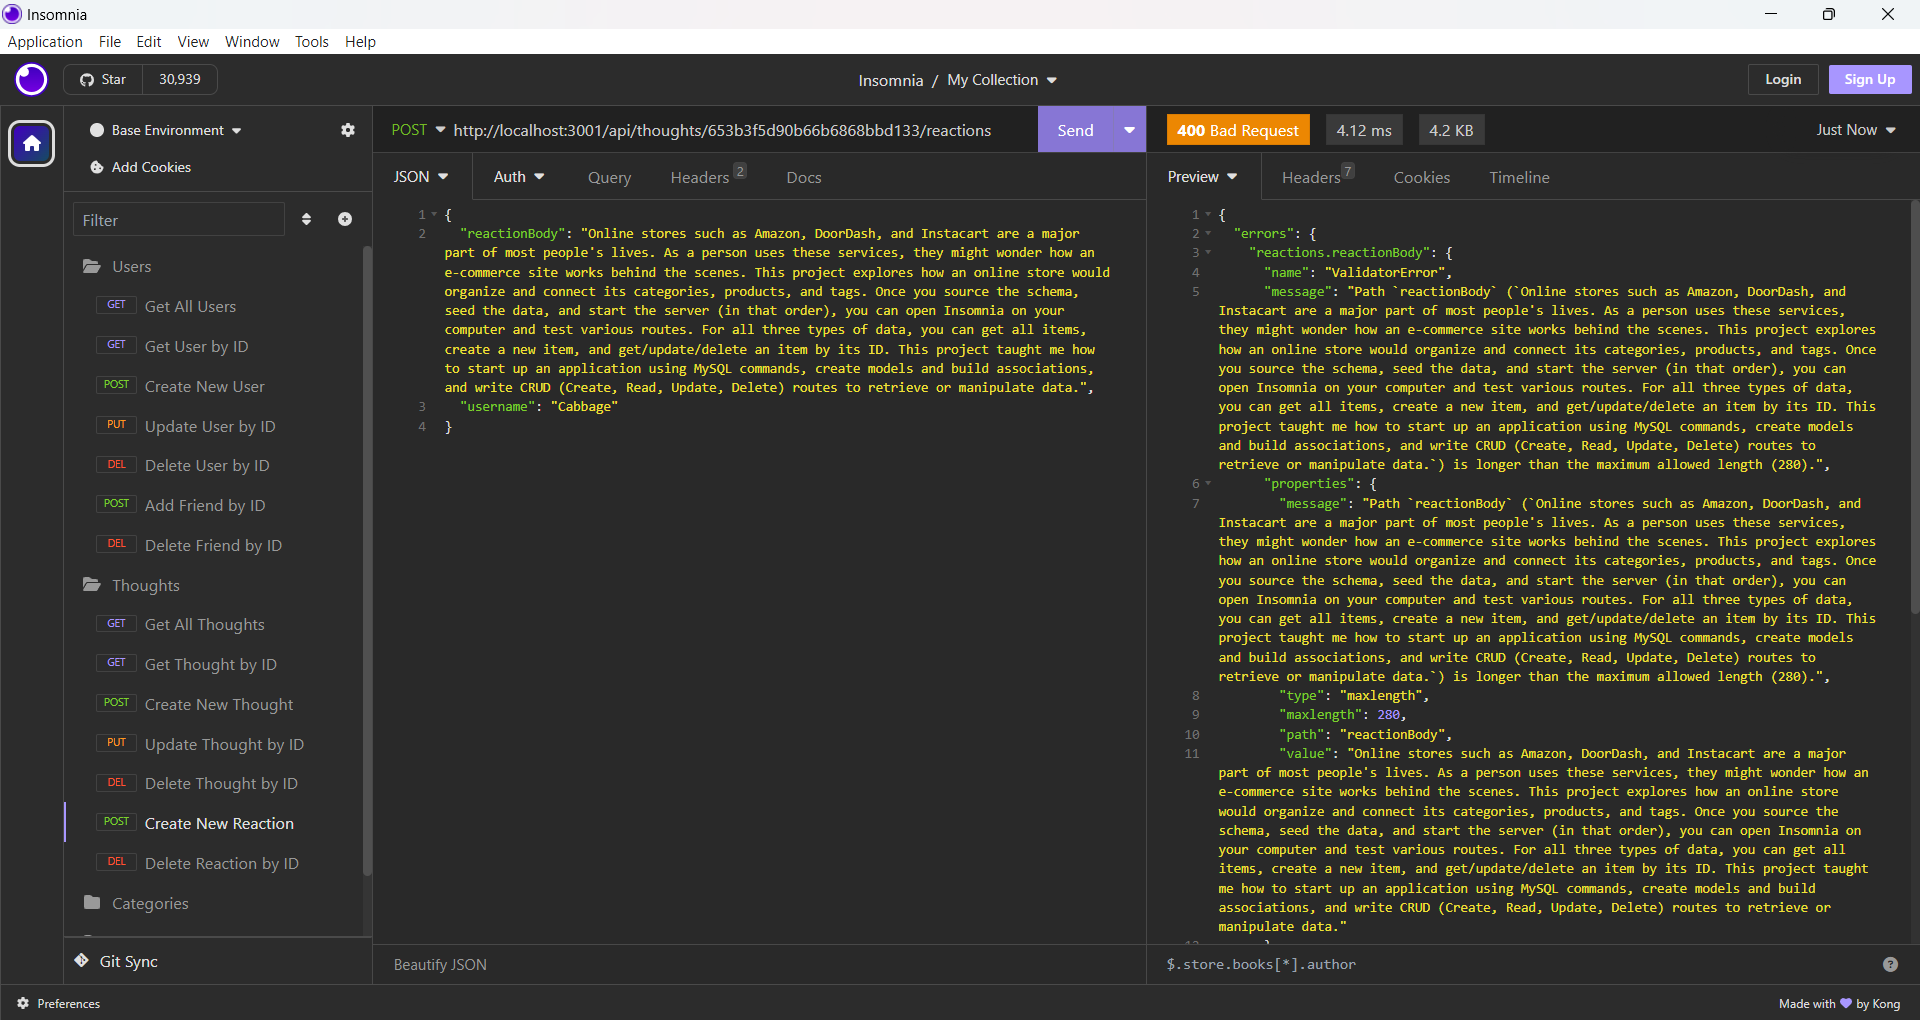 Insomnia
Application File Edit View Window Tools Help
Star 30,939
Insomnia / My Collection
Login Sign Up
Base Environment
Add Cookies
Filter
Users
GET Get All Users
GET Get User by ID
POST Create New User
PUT Update User by ID
DEL Delete User by ID
POST Add Friend by ID
DEL Delete Friend by ID
Thoughts
GET Get All Thoughts
GET Get Thought by ID
POST Create New Thought
PUT Update Thought by ID
DEL Delete Thought by ID
POST Create New Reaction
DEL Delete Reaction by ID
Categories
Git Sync
Preferences
POST http://localhost:3001/api/thoughts/653b3f5d90b66b6868bbd133/reactions Send
JSON Auth Query Headers 2 Docs
1 {
2 "reactionBody": "Online stores such as Amazon, DoorDash, and Instacart are a major
part of most people's lives. As a person uses these services, they might wonder how an
e-commerce site works behind the scenes. This project explores how an online store would
organize and connect its categories, products, and tags. Once you source the schema,
seed the data, and start the server (in that order), you can open Insomnia on your
computer and test various routes. For all three types of data, you can get all items,
create a new item, and get/update/delete an item by its ID. This project taught me how
to start up an application using MySQL commands, create models and build associations,
and write CRUD (Create, Read, Update, Delete) routes to retrieve or manipulate data.",
3 "username": "Cabbage"
4 }
Beautify JSON
400 Bad Request 4.12 ms 4.2 KB Just Now
Preview Headers 7 Cookies Timeline
1 {
2 "errors": {
3 "reactions.reactionBody": {
4 "name": "ValidatorError",
5 "message": "Path `reactionBody` (`Online stores such as Amazon, DoorDash, and
Instacart are a major part of most people's lives. As a person uses these services,
they might wonder how an e-commerce site works behind the scenes. This project explores
how an online store would organize and connect its categories, products, and tags. Once
you source the schema, seed the data, and start the server (in that order), you can
open Insomnia on your computer and test various routes. For all three types of data,
you can get all items, create a new item, and get/update/delete an item by its ID. This
project taught me how to start up an application using MySQL commands, create models
and build associations, and write CRUD (Create, Read, Update, Delete) routes to
retrieve or manipulate data.`) is longer than the maximum allowed length (280).",
6 "properties": {
7 "message": "Path `reactionBody` (`Online stores such as Amazon, DoorDash, and
Instacart are a major part of most people's lives. As a person uses these services,
they might wonder how an e-commerce site works behind the scenes. This project explores
how an online store would organize and connect its categories, products, and tags. Once
you source the schema, seed the data, and start the server (in that order), you can
open Insomnia on your computer and test various routes. For all three types of data,
you can get all items, create a new item, and get/update/delete an item by its ID. This
project taught me how to start up an application using MySQL commands, create models
and build associations, and write CRUD (Create, Read, Update, Delete) routes to
retrieve or manipulate data.`) is longer than the maximum allowed length (280).",
8 "type": "maxlength",
9 "maxlength": 280,
10 "path": "reactionBody",
11 "value": "Online stores such as Amazon, DoorDash, and Instacart are a major
part of most people's lives. As a person uses these services, they might wonder how an
e-commerce site works behind the scenes. This project explores how an online store
would organize and connect its categories, products, and tags. Once you source the
schema, seed the data, and start the server (in that order), you can open Insomnia on
your computer and test various routes. For all three types of data, you can get all
items, create a new item, and get/update/delete an item by its ID. This project taught
me how to start up an application using MySQL commands, create models and build
associations, and write CRUD (Create, Read, Update, Delete) routes to retrieve or
manipulate data."
$.store.books[*].author
Made with by Kong